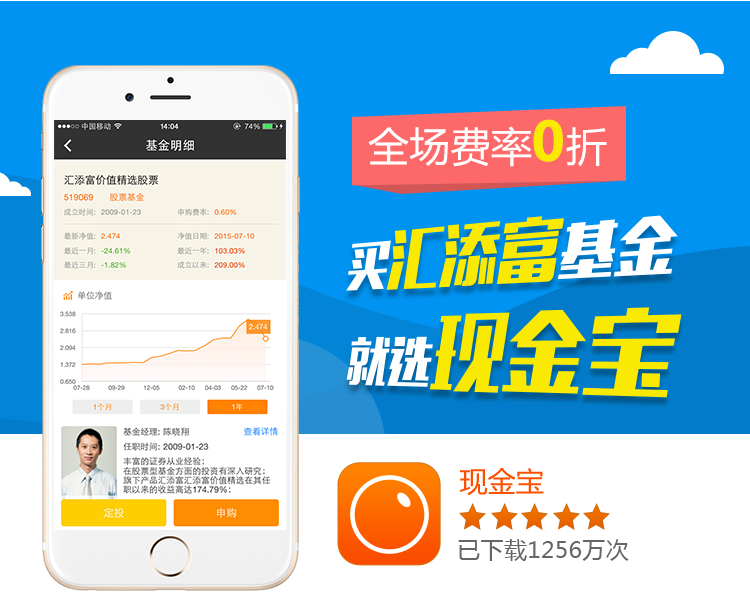 中国移动
14:04
74%
基金明细
汇添富价值精选股票
519069 股票基金
成立时间: 2009-01-23 申购费率: 0.60%
最新净值: 2.474 净值日期: 2015-07-10
最近一月: -24.61% 最近一年: 103.03%
最近三月: -1.82% 成立以来: 209.00%
单位净值
3.538
2.816
2.094
1.372
0.650
2.474
07-28 09-29 12-05 02-10 04-03 05-22 07-10
1个月 3个月 1年
基金经理: 陈晓翔 查看详情
任职时间: 2009-01-23
丰富的证券从业经验;
在股票型基金方面的投资有深入研究;
旗下产品汇添富汇添富价值精选在其任
职以来的收益高达174.79%;
定投 申购
全场费率0折
买汇添富基金
就选现金宝
现金宝
已下载1256万次